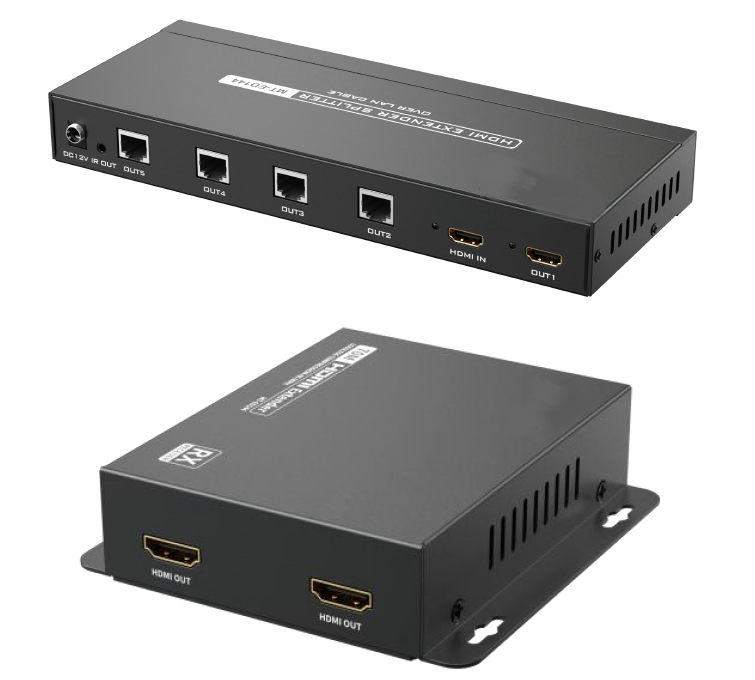 HDMI EXTENDER SPLITTER MT-ED144
OVER LAN CABLE
DC12V IR OUT OUT5 OUT4 OUT3 OUT2 HDMI IN OUT1
70M HDMI Extender
RX
HDMI OUT HDMI OUT